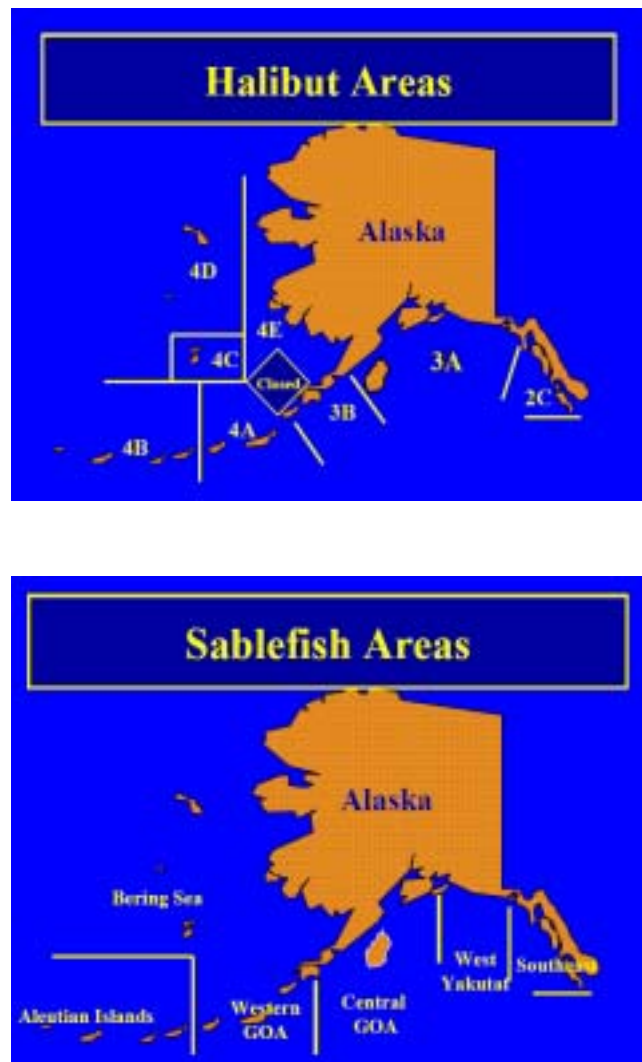 Halibut Areas
Alaska
4D
4E
4C
Closed
3A
3B
2C
4A
4B
Sablefish Areas
Alaska
Bering Sea
West
Yakutat
Southeast
Aleutian Islands
Western
GOA
Central
GOA